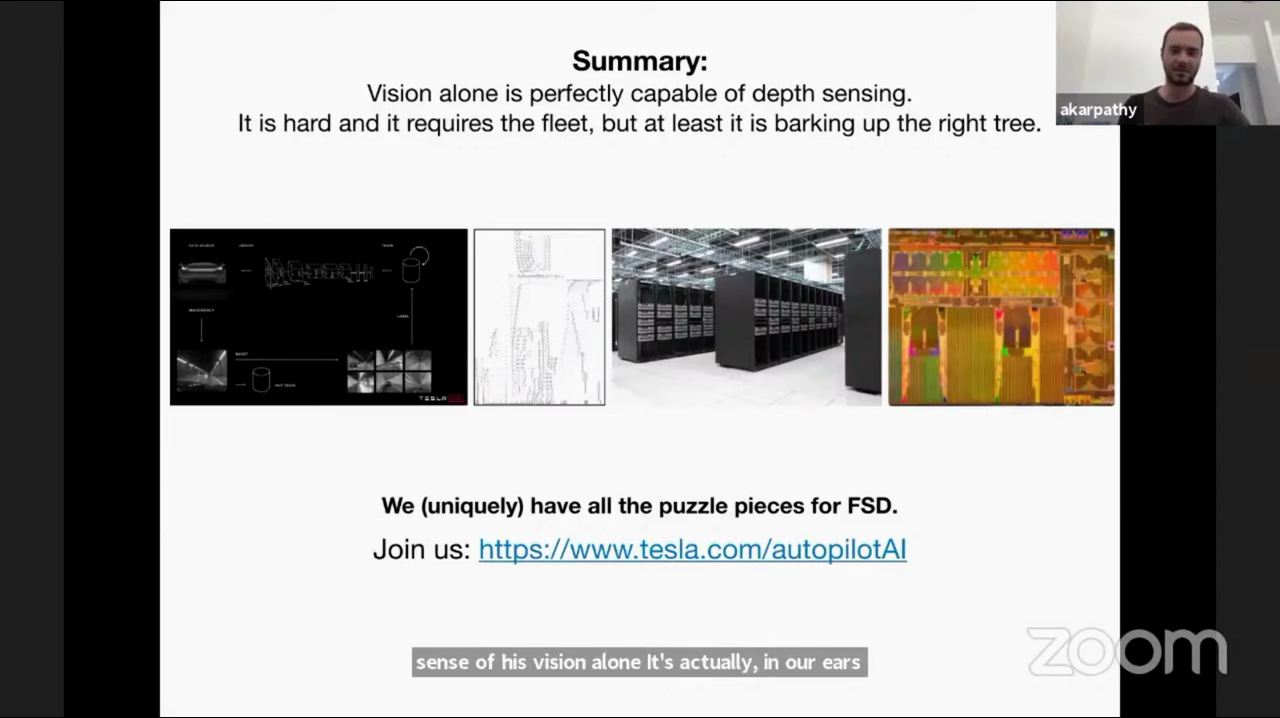 Summary:
Vision alone is perfectly capable of depth sensing.
It is hard and it requires the fleet, but at least it is barking up the right tree.
akarpathy
DATA SOURCE
TRAIN
INACCURACY
LABEL
TESLA
We (uniquely) have all the puzzle pieces for FSD.
Join us: https://www.tesla.com/autopilotAI
sense of his vision alone It's actually, in our ears
zoom